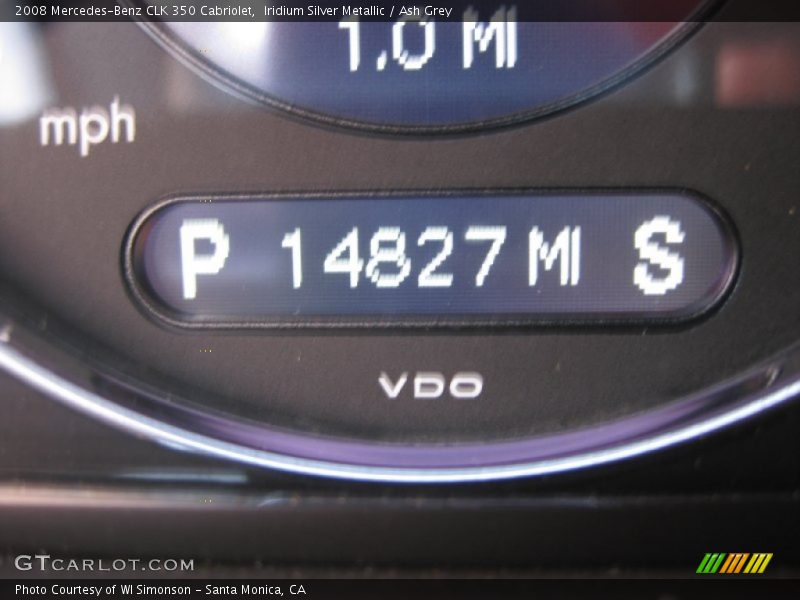 2008 Mercedes-Benz CLK 350 Cabriolet, Iridium Silver Metallic / Ash Grey
1.0 MI
mph
P 14827 MI S
VDO
GTCARLOT.COM
Photo Courtesy of WI Simonson - Santa Monica, CA